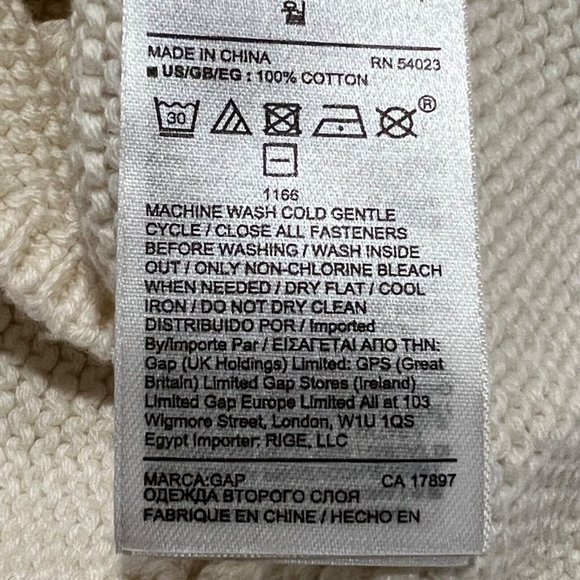 월
MADE IN CHINA RN 54023
US/GB/EG : 100% COTTON
30 ®
1166
MACHINE WASH COLD GENTLE
CYCLE / CLOSE ALL FASTENERS
BEFORE WASHING / WASH INSIDE
OUT / ONLY NON-CHLORINE BLEACH
WHEN NEEDED / DRY FLAT / COOL
IRON / DO NOT DRY CLEAN
DISTRIBUIDO POR / Imported
By/Importe Par / ΕΙΣΑΓΕΤΑΙ ΑΠΟ ΤΗΝ:
Gap (UK Holdings) Limited: GPS (Great
Britain) Limited Gap Stores (Ireland)
Limited Gap Europe Limited All at 103
Wigmore Street, London, W1U 1QS
Egypt Importer: RIGE, LLC
MARCA:GAP CA 17897
ОДЕЖДА ВТОРОГО СЛОЯ
FABRIQUE EN CHINE / HECHO EN